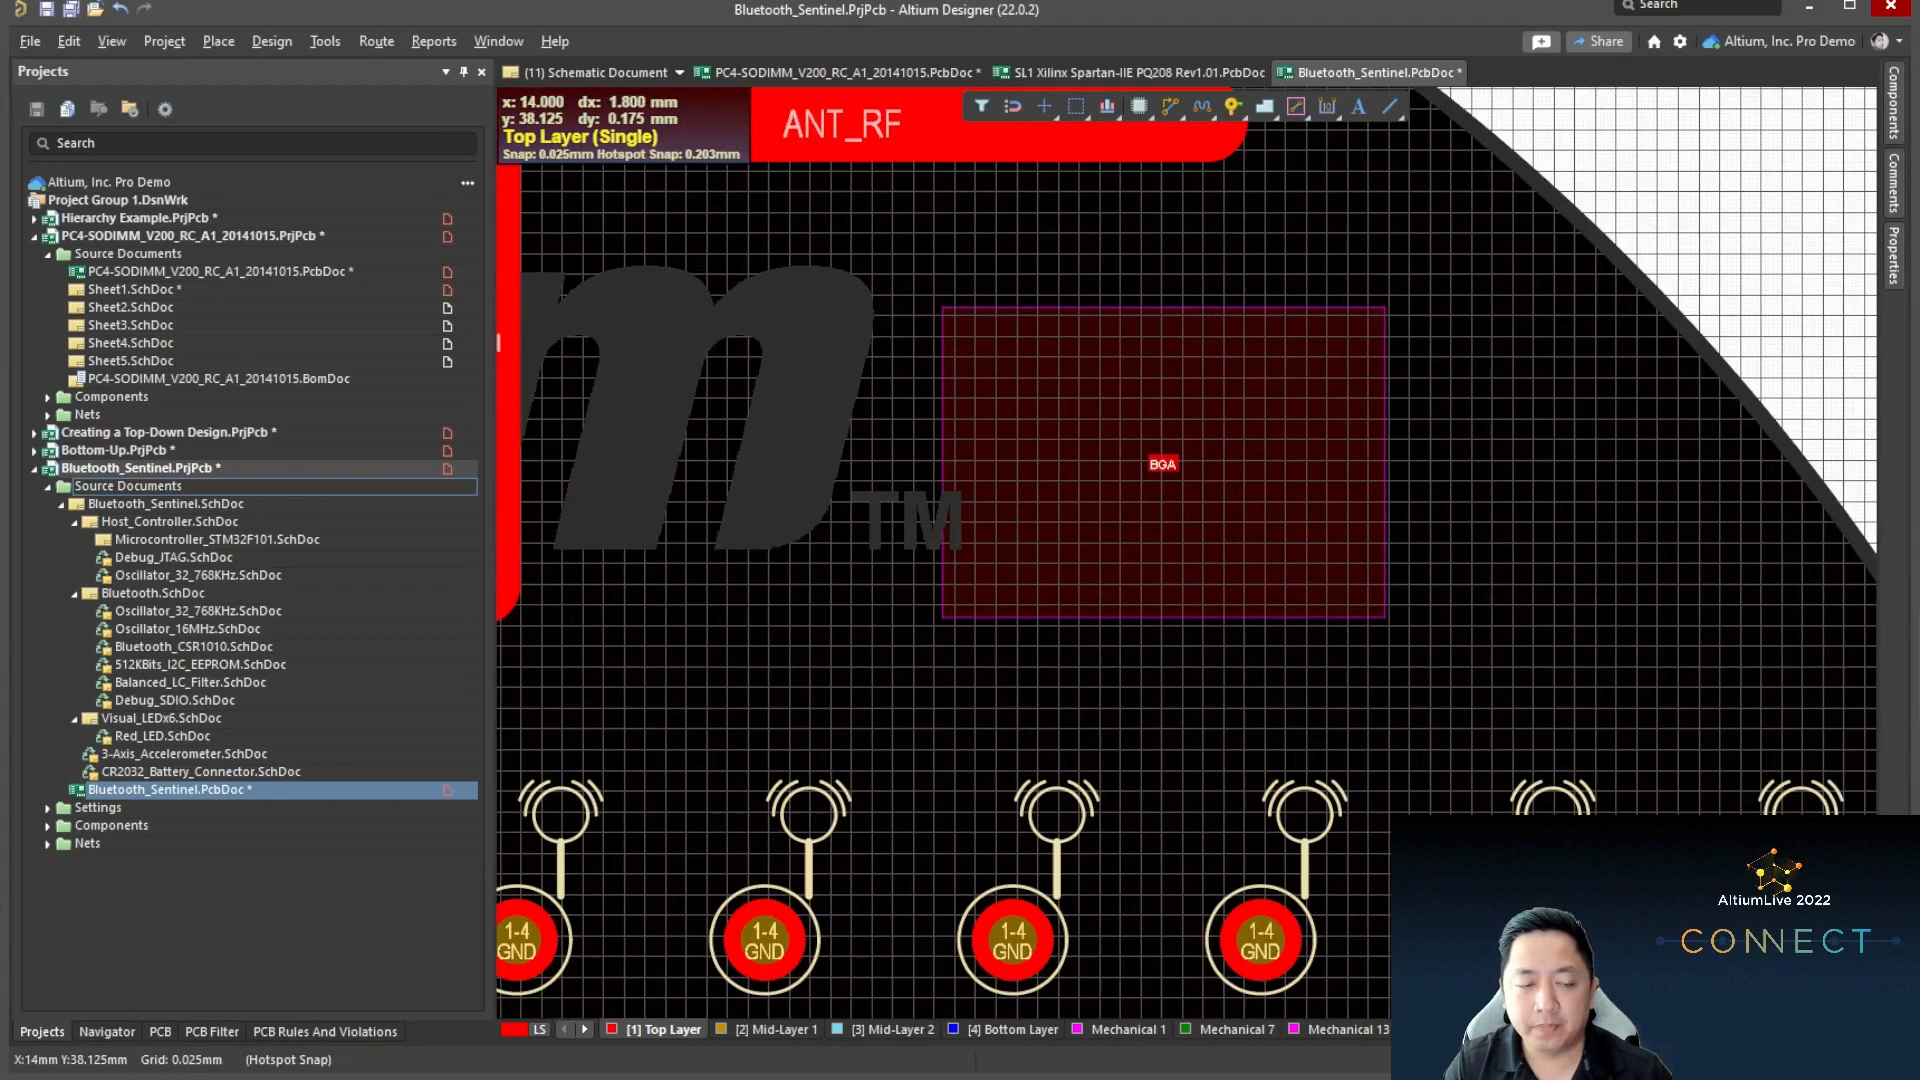 Bluetooth_Sentinel.PrjPcb - Altium Designer (22.0.2)
Search
File Edit View Project Place Design Tools Route Reports Window Help
Share
Altium, Inc. Pro Demo
Projects
(11) Schematic Document
PC4-SODIMM_V200_RC_A1_20141015.PcbDoc *
SL1 Xilinx Spartan-IIE PQ208 Rev1.01.PcbDoc
Bluetooth_Sentinel.PcbDoc *
Search
Altium, Inc. Pro Demo
Project Group 1.DsnWrk
Hierarchy Example.PrjPcb *
PC4-SODIMM_V200_RC_A1_20141015.PrjPcb *
Source Documents
PC4-SODIMM_V200_RC_A1_20141015.PcbDoc *
Sheet1.SchDoc *
Sheet2.SchDoc
Sheet3.SchDoc
Sheet4.SchDoc
Sheet5.SchDoc
PC4-SODIMM_V200_RC_A1_20141015.BomDoc
Components
Nets
Creating a Top-Down Design.PrjPcb *
Bottom-Up.PrjPcb *
Bluetooth_Sentinel.PrjPcb *
Source Documents
Bluetooth_Sentinel.SchDoc
Host_Controller.SchDoc
Microcontroller_STM32F101.SchDoc
Debug_JTAG.SchDoc
Oscillator_32_768KHz.SchDoc
Bluetooth.SchDoc
Oscillator_32_768KHz.SchDoc
Oscillator_16MHz.SchDoc
Bluetooth_CSR1010.SchDoc
512KBits_I2C_EEPROM.SchDoc
Balanced_LC_Filter.SchDoc
Debug_SDIO.SchDoc
Visual_LEDx6.SchDoc
Red_LED.SchDoc
3-Axis_Accelerometer.SchDoc
CR2032_Battery_Connector.SchDoc
Bluetooth_Sentinel.PcbDoc *
Settings
Components
Nets
x: 14.000 dx: 1.800 mm
y: 38.125 dy: 0.175 mm
Top Layer (Single)
Snap: 0.025mm Hotspot Snap: 0.203mm
ANT_RF
m
TM
BGA
1-4
GND
1-4
GND
1-4
GND
1-4
GND
Components
Comments
Properties
AltiumLive 2022
CONNECT
Projects Navigator PCB PCB Filter PCB Rules And Violations
LS [1] Top Layer [2] Mid-Layer 1 [3] Mid-Layer 2 [4] Bottom Layer Mechanical 1 Mechanical 7 Mechanical 13
X:14mm Y:38.125mm Grid: 0.025mm (Hotspot Snap)